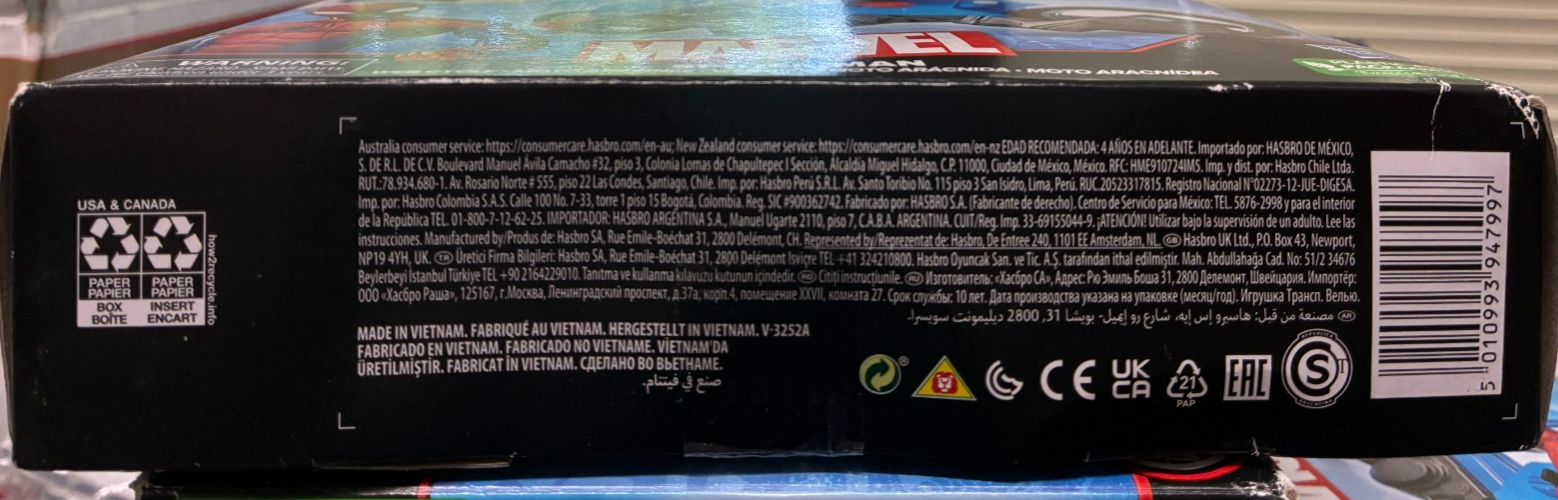 WARNING:
MARVEL
MAN
MOTO ARÁCNIDA • MOTO ARACNÍDEA
USA & CANADA
PAPER PAPIER
BOX BOÎTE
PAPER PAPIER
INSERT ENCART
how2recycle.info
Australia consumer service: https://consumercare.hasbro.com/en-au; New Zealand consumer service: https://consumercare.hasbro.com/en-nz EDAD RECOMENDADA: 4 AÑOS EN ADELANTE. Importado por: HASBRO DE MÉXICO,
S. DE R.L. DE C.V. Boulevard Manuel Ávila Camacho #32, piso 3, Colonia Lomas de Chapultepec I Sección, Alcaldía Miguel Hidalgo, C.P. 11000, Ciudad de México, México. RFC: HME910724IM5. Imp. y dist. por: Hasbro Chile Ltda.
RUT.:78.934.680-1. Av. Rosario Norte # 555, piso 22 Las Condes, Santiago, Chile. Imp. por: Hasbro Perú S.R.L. Av. Santo Toribio No. 115 piso 3 San Isidro, Lima, Perú. RUC.20523317815. Registro Nacional N°02273-12-JUE-DIGESA.
Imp. por: Hasbro Colombia S.A.S. Calle 100 No. 7-33, torre 1 piso 15 Bogotá, Colombia. Reg. SIC #900362742. Fabricado por: HASBRO S.A. (Fabricante de derecho). Centro de Servicio para México: TEL. 5876-2998 y para el interior
de la República TEL. 01-800-7-12-62-25. IMPORTADOR: HASBRO ARGENTINA S.A., Manuel Ugarte 2110, piso 7, C.A.B.A. ARGENTINA. CUIT/Reg. Imp. 33-69155044-9. ¡ATENCIÓN! Utilizar bajo la supervisión de un adulto. Lee las
instrucciones. Manufactured by/Produs de: Hasbro SA, Rue Emile-Boéchat 31, 2800 Delémont, CH. Represented by/Reprezentat de: Hasbro, De Entree 240, 1101 EE Amsterdam, NL. GB Hasbro UK Ltd., P.O. Box 43, Newport,
NP19 4YH, UK. TR Üretici Firma Bilgileri: Hasbro SA, Rue Emile-Boéchat 31, 2800 Delémont İsviçre TEL +41 324210800. Hasbro Oyuncak San. ve Tic. A.Ş. tarafından ithal edilmiştir. Mah. Abdullahağa Cad. No: 51/2 34676
Beylerbeyi İstanbul Türkiye TEL +90 2164229010. Tanıtma ve kullanma kılavuzu kutunun içindedir. RO Citiți instrucțiunile. RU Изготовитель: «Хасбро СА», Адрес: Рю Эмиль Боша 31, 2800 Делемонт, Швейцария. Импортёр:
ООО «Хасбро Раша», 125167, г.Москва, Ленинградский проспект, д.37а, корп.4, помещение XXVII, комната 27. Срок службы: 10 лет. Дата производства указана на упаковке (месяц/год). Игрушка Трансп. Велью.
AR مصنعة من قبل: هاسبرو إس إيه، شارع رو إيميل- بويشا 31, 2800 ديليمونت سويسرا.
MADE IN VIETNAM. FABRIQUÉ AU VIETNAM. HERGESTELLT IN VIETNAM. V-3252A
FABRICADO EN VIETNAM. FABRICADO NO VIETNAME. VİETNAM'DA
ÜRETİLMİŞTİR. FABRICAT ÎN VIETNAM. СДЕЛАНО ВО ВЬЕТНАМЕ.
صنع في فيتنام.
CE
UK CA
21
PAP
EAC
S
5 010993 947997